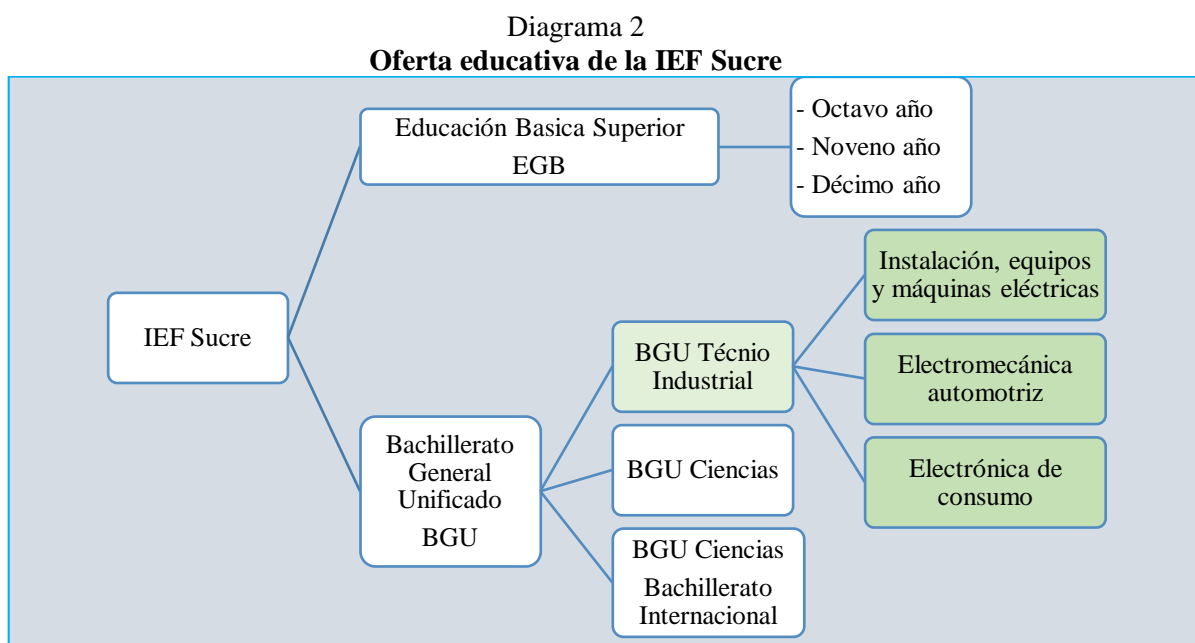 Diagrama 2
Oferta educativa de la IEF Sucre
Educación Basica Superior
EGB
- Octavo año
- Noveno año
- Décimo año
IEF Sucre
Bachillerato
General
Unificado
BGU
BGU Técnio
Industrial
BGU Ciencias
BGU Ciencias
Bachillerato
Internacional
Instalación, equipos
y máquinas eléctricas
Electromecánica
automotriz
Electrónica de
consumo